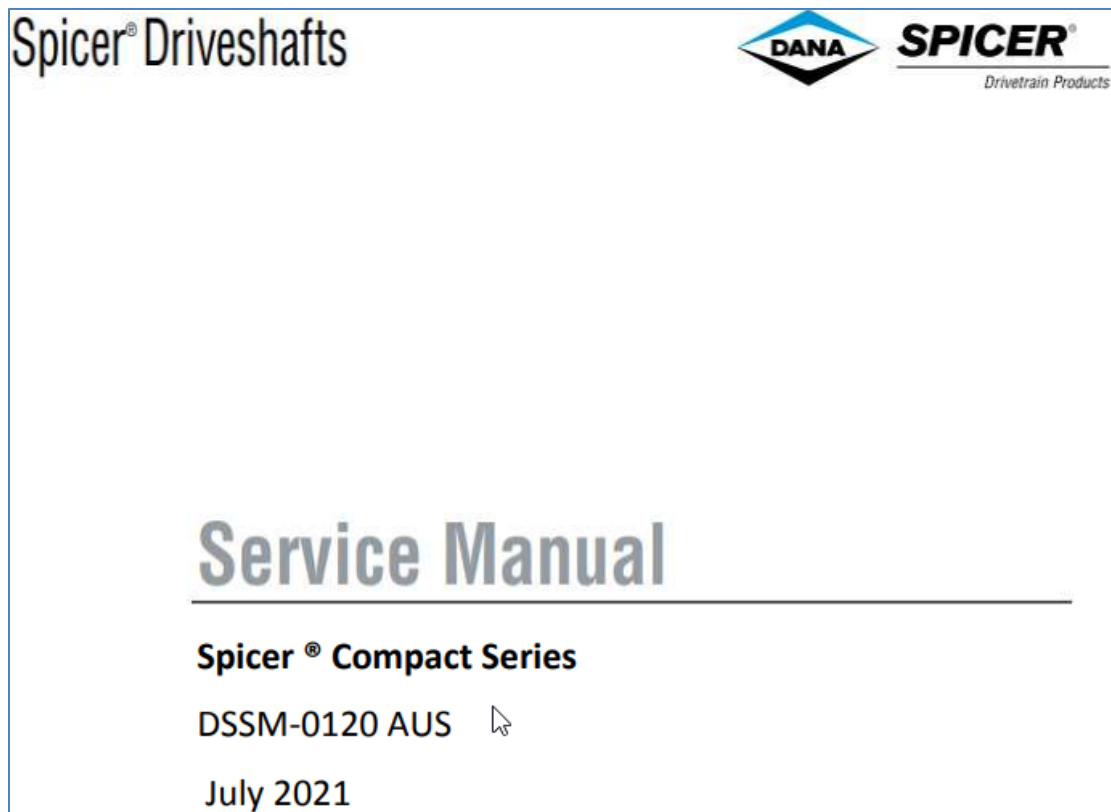 Spicer® Driveshafts
DANA
SPICER®
Drivetrain Products
Service Manual
Spicer ® Compact Series
DSSM-0120 AUS
July 2021